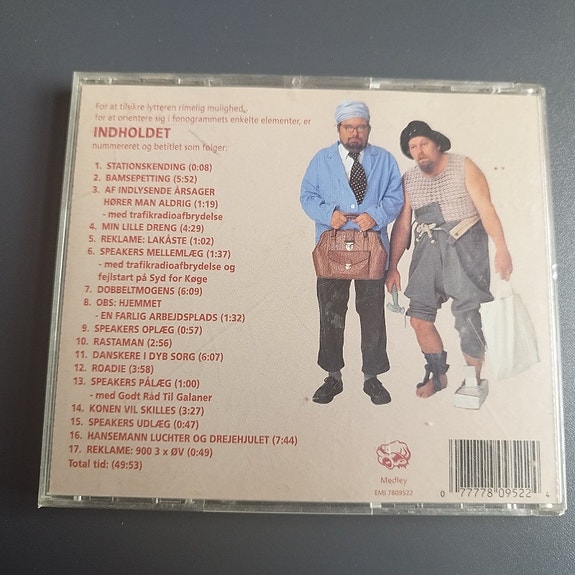 For at tilsikre lytteren rimelig mulighed,
for at orientere sig i fonogrammets enkelte elementer, er
INDHOLDET
nummereret og betitlet som følger:
1. STATIONSKENDING (0:08)
2. BAMSEPETTING (5:52)
3. AF INDLYSENDE ÅRSAGER
HØRER MAN ALDRIG (1:19)
- med trafikradioafbrydelse
4. MIN LILLE DRENG (4:29)
5. REKLAME: LAKÅSTE (1:02)
6. SPEAKERS MELLEMLÆG (1:37)
- med trafikradioafbrydelse og
fejlstart på Syd for Køge
7. DOBBELTMOGENS (6:09)
8. OBS: HJEMMET
- EN FARLIG ARBEJDSPLADS (1:32)
9. SPEAKERS OPLÆG (0:57)
10. RASTAMAN (2:56)
11. DANSKERE I DYB SORG (6:07)
12. ROADIE (3:58)
13. SPEAKERS PÅLÆG (1:00)
- med Godt Råd Til Galaner
14. KONEN VIL SKILLES (3:27)
15. SPEAKERS UDLÆG (0:47)
16. HANSEMANN LUCHTER OG DREJEHJULET (7:44)
17. REKLAME: 900 3 x ØV (0:49)
Total tid: (49:53)
Medley
EMI 7809522
0 77778 09522 4